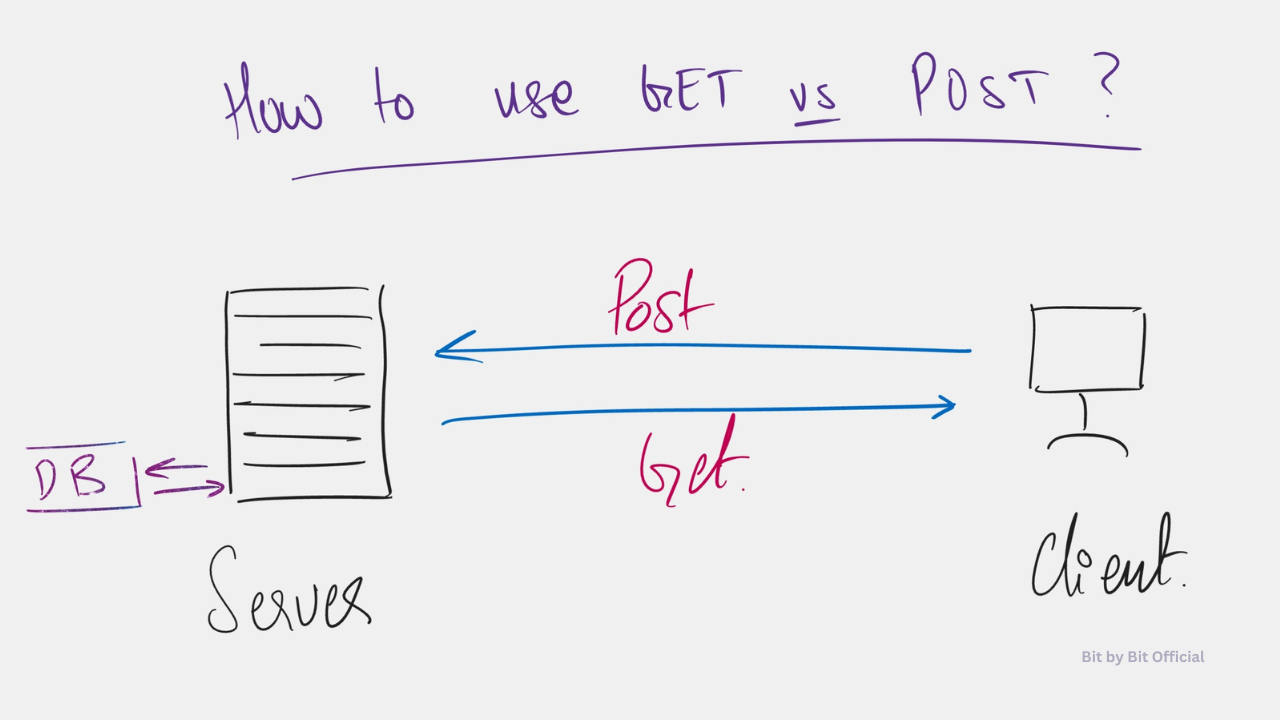 How to use GET vs POST ?
Post
Get.
DB
Server
Client.
Bit by Bit Official